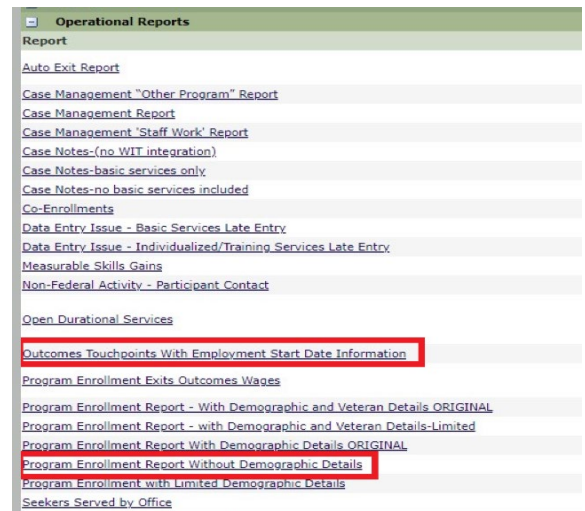 Operational Reports
Report
Auto Exit Report
Case Management "Other Program" Report
Case Management Report
Case Management 'Staff Work' Report
Case Notes-(no WIT integration)
Case Notes-basic services only
Case Notes-no basic services included
Co-Enrollments
Data Entry Issue - Basic Services Late Entry
Data Entry Issue - Individualized/Training Services Late Entry
Measurable Skills Gains
Non-Federal Activity - Participant Contact
Open Durational Services
Outcomes Touchpoints With Employment Start Date Information
Program Enrollment Exits Outcomes Wages
Program Enrollment Report - With Demographic and Veteran Details ORIGINAL
Program Enrollment Report - with Demographic and Veteran Details-Limited
Program Enrollment Report With Demographic Details ORIGINAL
Program Enrollment Report Without Demographic Details
Program Enrollment with Limited Demographic Details
Seekers Served by Office